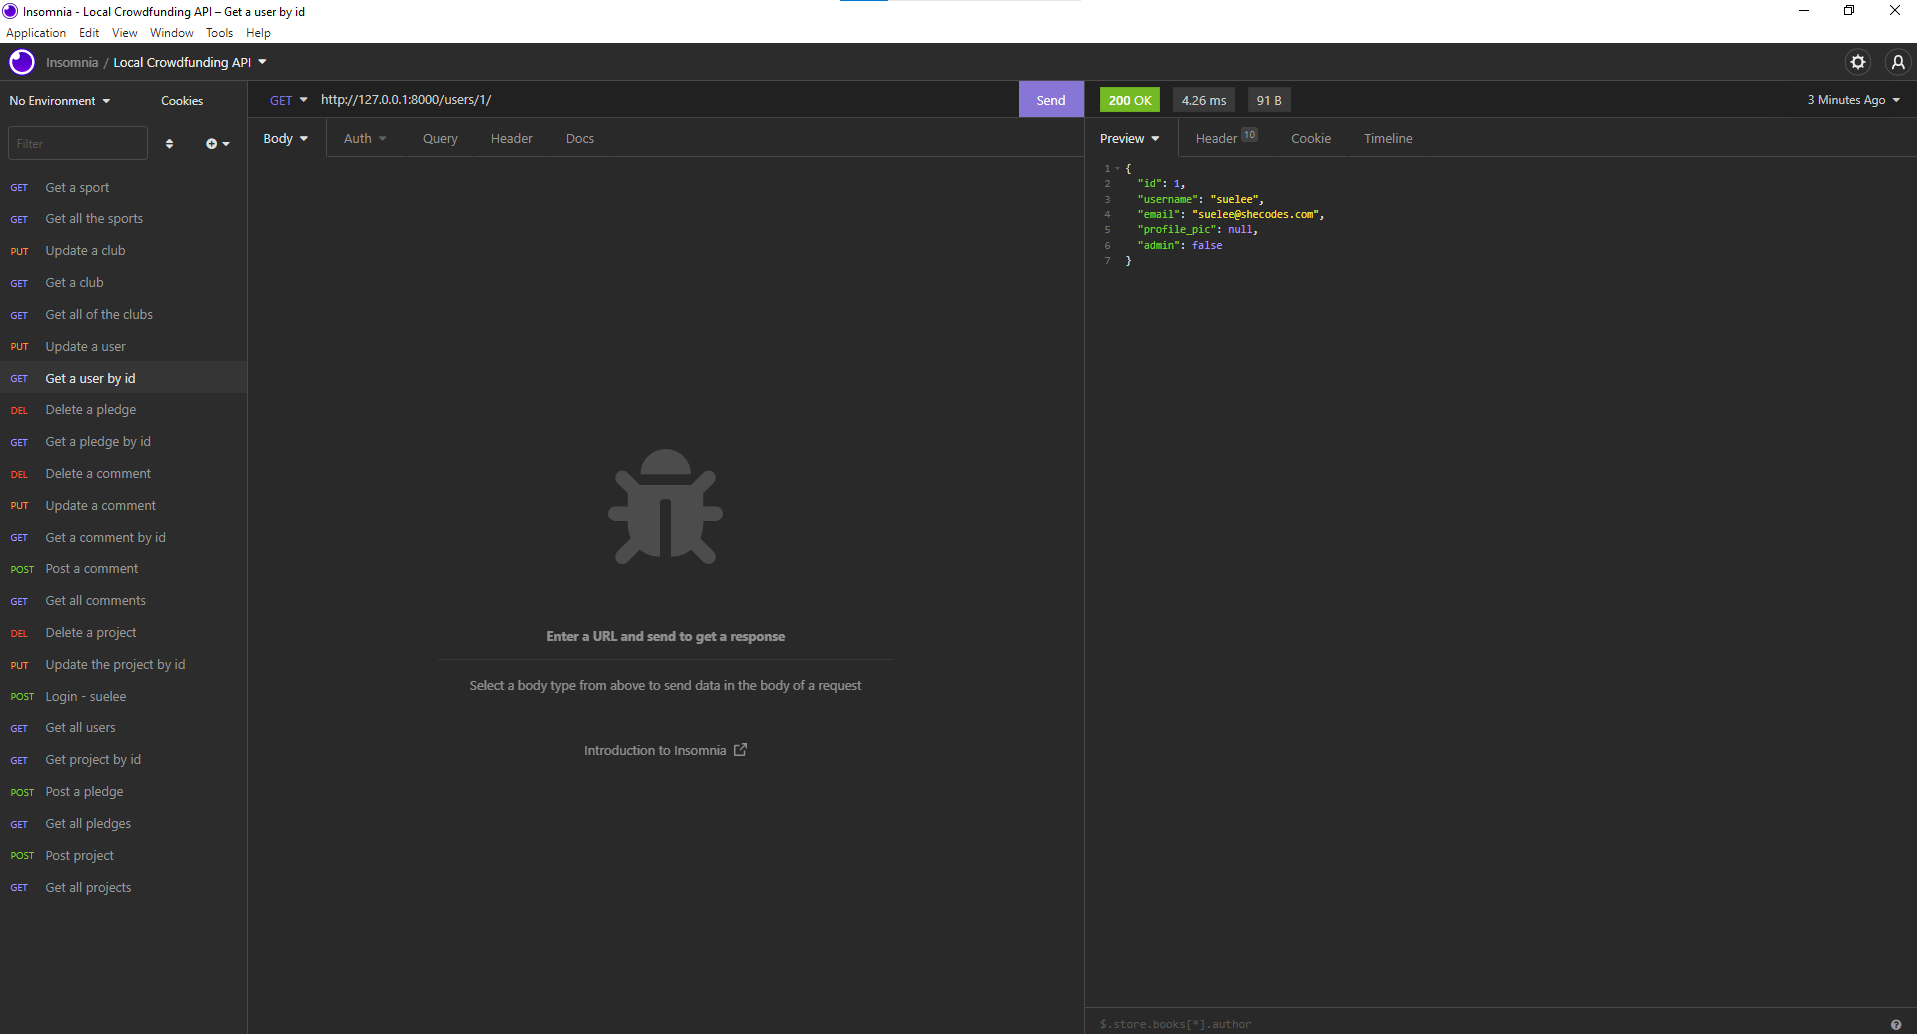 Insomnia - Local Crowdfunding API – Get a user by id
Application Edit View Window Tools Help
Insomnia / Local Crowdfunding API
No Environment Cookies
Filter
GET Get a sport
GET Get all the sports
PUT Update a club
GET Get a club
GET Get all of the clubs
PUT Update a user
GET Get a user by id
DEL Delete a pledge
GET Get a pledge by id
DEL Delete a comment
PUT Update a comment
GET Get a comment by id
POST Post a comment
GET Get all comments
DEL Delete a project
PUT Update the project by id
POST Login - suelee
GET Get all users
GET Get project by id
POST Post a pledge
GET Get all pledges
POST Post project
GET Get all projects
GET http://127.0.0.1:8000/users/1/ Send
Body Auth Query Header Docs
Enter a URL and send to get a response
Select a body type from above to send data in the body of a request
Introduction to Insomnia
200 OK 4.26 ms 91 B 3 Minutes Ago
Preview Header 10 Cookie Timeline
1 {
2 "id": 1,
3 "username": "suelee",
4 "email": "suelee@shecodes.com",
5 "profile_pic": null,
6 "admin": false
7 }
$.store.books[*].author